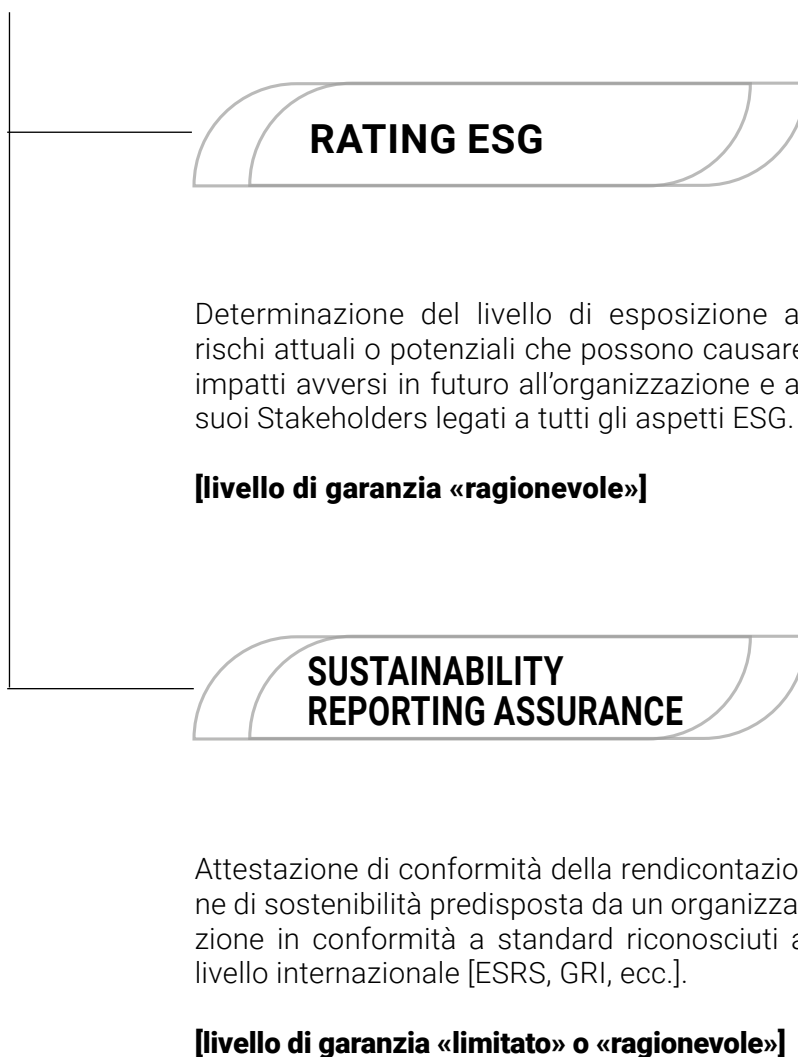 RATING ESG
Determinazione del livello di esposizione a
rischi attuali o potenziali che possono causare
impatti avversi in futuro all'organizzazione e a
suoi Stakeholders legati a tutti gli aspetti ESG.
[livello di garanzia «ragionevole»]
SUSTAINABILITY
REPORTING ASSURANCE
Attestazione di conformità della rendicontazio
ne di sostenibilità predisposta da un organizza
zione in conformità a standard riconosciuti a
livello internazionale [ESRS, GRI, ecc.].
[livello di garanzia «limitato» o «ragionevole»]